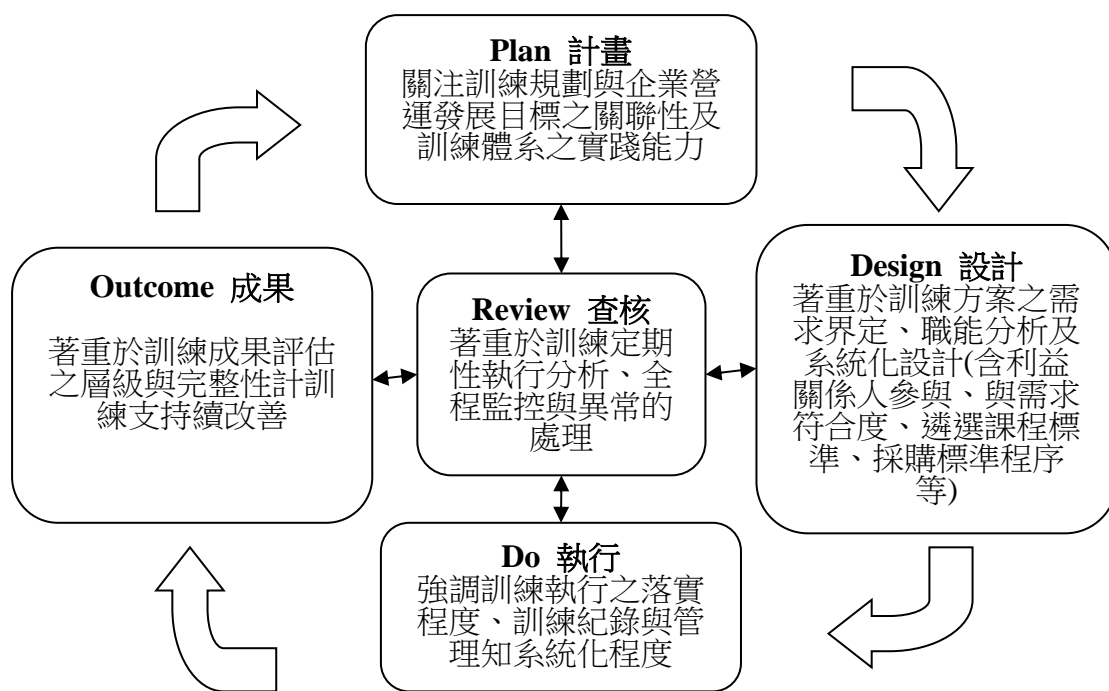 Plan 計畫
關注訓練規劃與企業營
運發展目標之關聯性及
訓練體系之實踐能力
Outcome 成果
著重於訓練成果評估
之層級與完整性計訓
練支持續改善
Review 查核
著重於訓練定期
性執行分析、全
程監控與異常的
處理
Design 設計
著重於訓練方案之需
求界定、職能分析及
系統化設計(含利益
關係人參與、與需求
符合度、遴選課程標
準、採購標準程序
等)
Do 執行
強調訓練執行之落實
程度、訓練紀錄與管
理知系統化程度